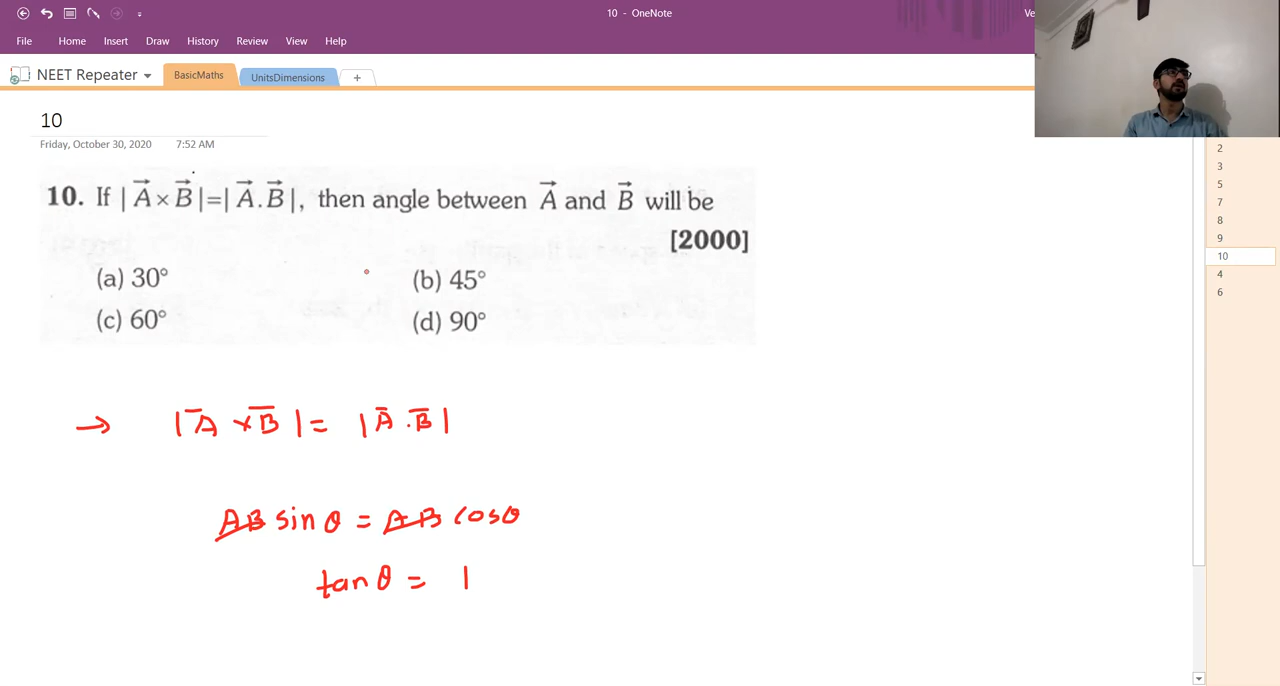 10 - OneNote
Ve
File Home Insert Draw History Review View Help
NEET Repeater BasicMaths UnitsDimensions +
10
Friday, October 30, 2020 7:52 AM
10. If |A⃗ × B⃗|=|A⃗.B⃗|, then angle between A⃗ and B⃗ will be
[2000]
(a) 30° (b) 45°
(c) 60° (d) 90°
→ |A̅ × B̅| = |A̅ . B̅|
AB sin θ = AB cos θ
tan θ = 1
2
3
5
7
8
9
10
4
6